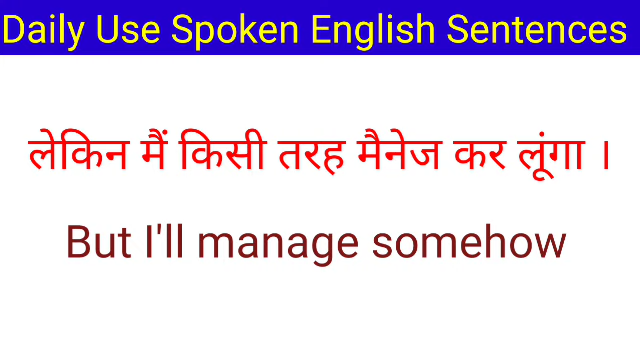 Daily Use Spoken English Sentences
लेकिन मैं किसी तरह मैनेज कर लूंगा ।
But I'll manage somehow